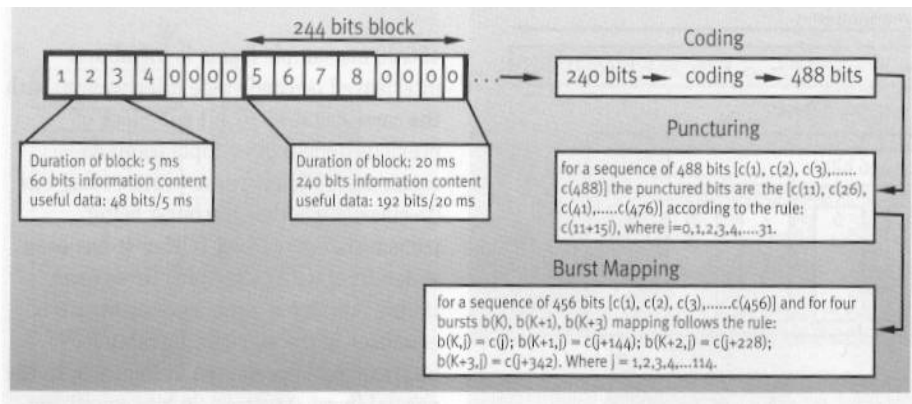 244 bits block
1 2 3 4 0 0 0 0 5 6 7 8 0 0 0 0 ...
Duration of block: 5 ms
60 bits information content
useful data: 48 bits/5 ms
Duration of block: 20 ms
240 bits information content
useful data: 192 bits/20 ms
Coding
240 bits → coding → 488 bits
Puncturing
for a sequence of 488 bits [c(1), c(2), c(3),......
c(488)] the punctured bits are the [c(11), c(26),
c(41),.....c(476)] according to the rule:
c(11+15i), where i=0,1,2,3,4,....31.
Burst Mapping
for a sequence of 456 bits [c(1), c(2), c(3),......c(456)] and for four
bursts b(K), b(K+1), b(K+3) mapping follows the rule:
b(K,j) = c(j); b(K+1,j) = c(j+144); b(K+2,j) = c(j+228);
b(K+3,j) = c(j+342). Where j = 1,2,3,4,...114.